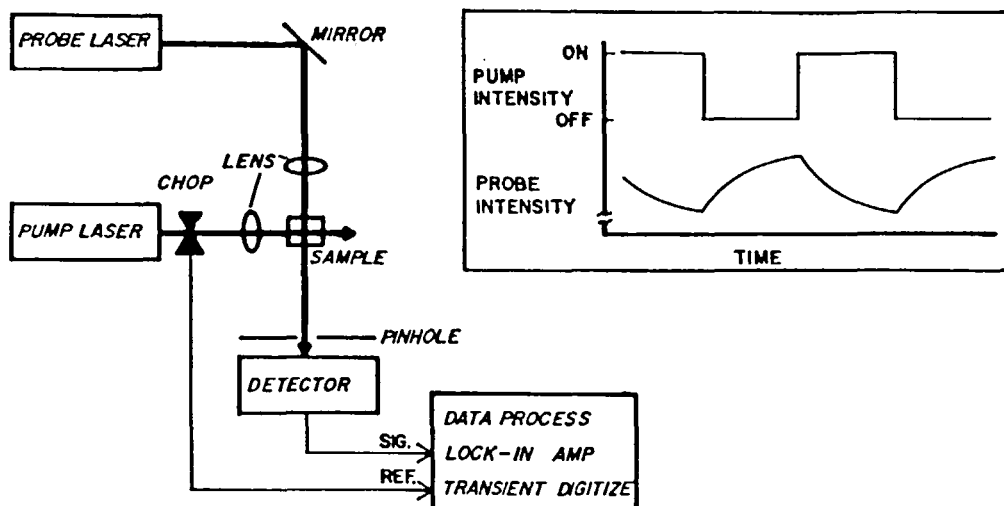 PROBE LASER
MIRROR
LENS
CHOP
PUMP LASER
SAMPLE
PINHOLE
DETECTOR
SIG.
REF.
DATA PROCESS
LOCK-IN AMP
TRANSIENT DIGITIZE
ON
PUMP
INTENSITY
OFF
PROBE
INTENSITY
TIME